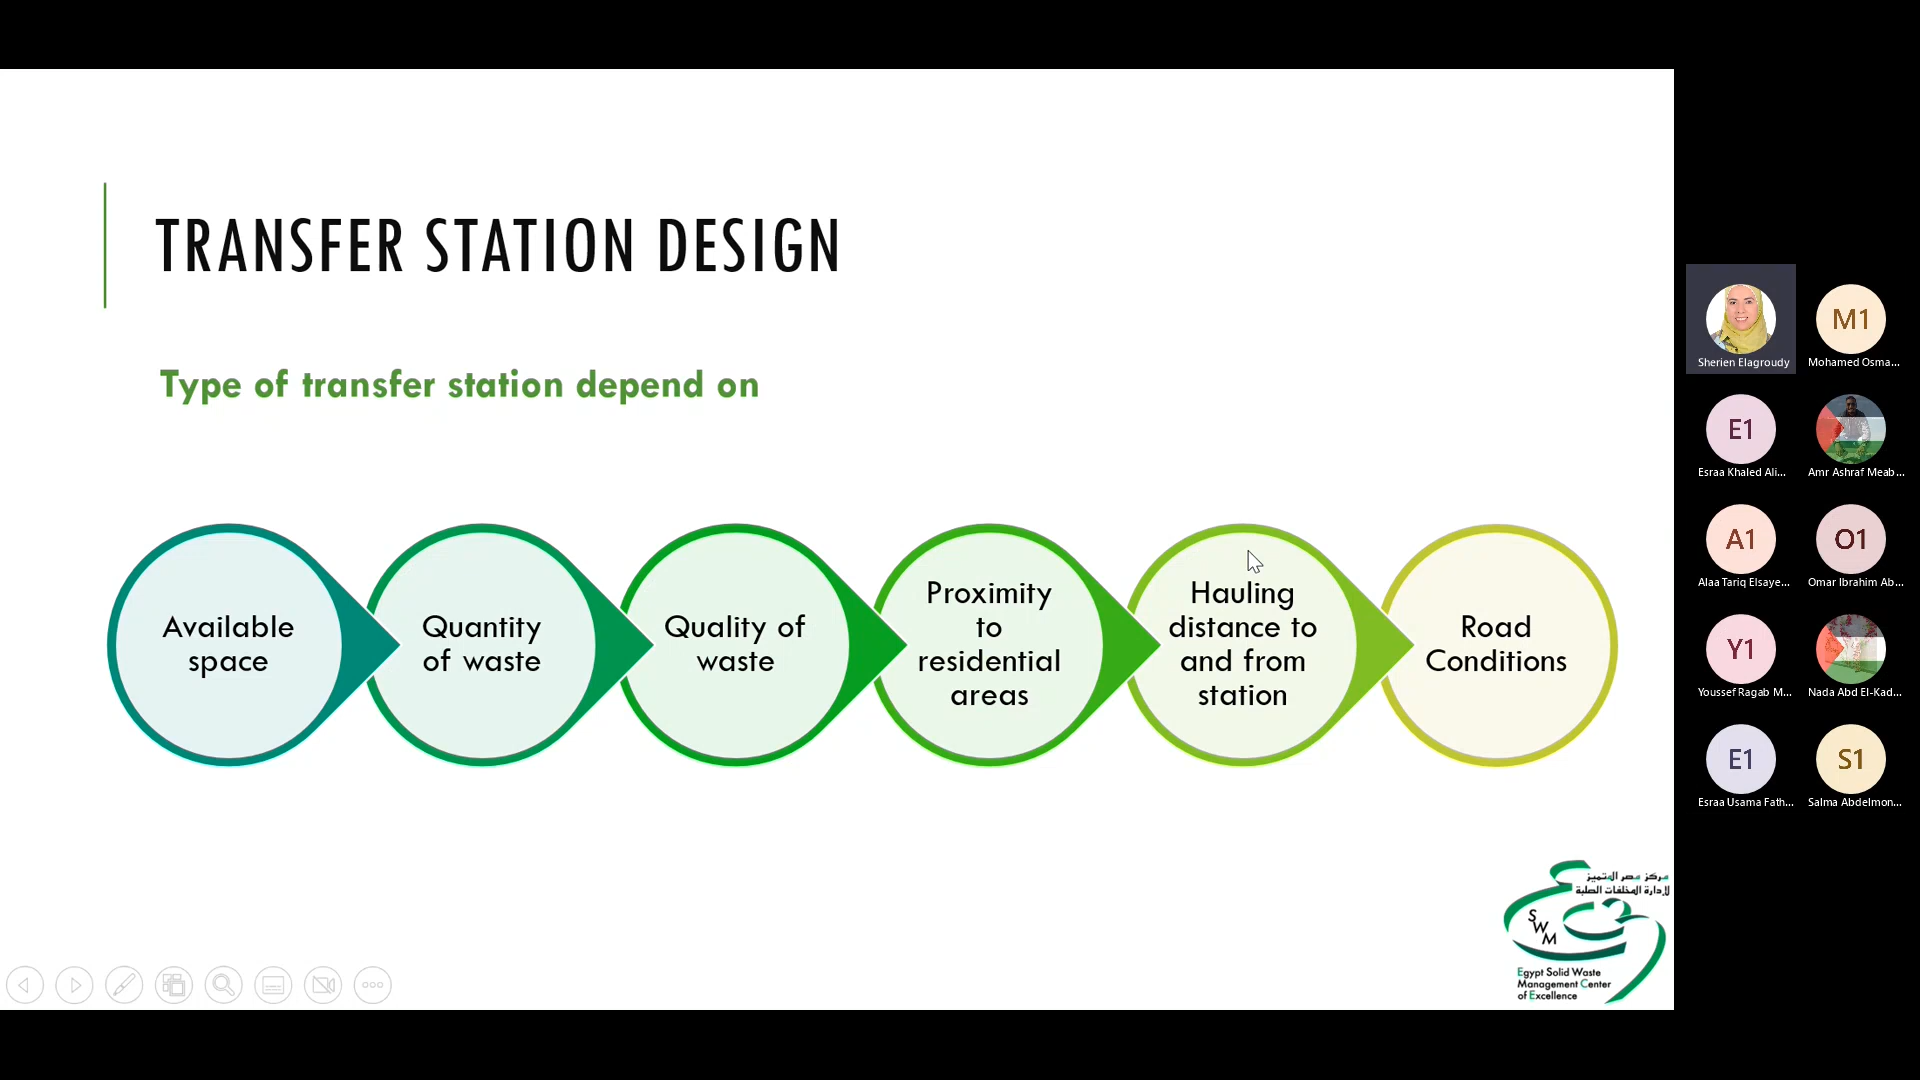 TRANSFER STATION DESIGN
Type of transfer station depend on
Available
space
Quantity
of waste
Quality of
waste
Proximity
to
residential
areas
Hauling
distance to
and from
station
Road
Conditions
مركز مصر المتميز
لإدارة المخلفات الصلبة
SWM
Egypt Solid Waste
Management Center
of Excellence
Sherien Elagroudy
M1
Mohamed Osma...
E1
Esraa Khaled Ali...
Amr Ashraf Meab...
A1
Alaa Tariq Elsaye...
O1
Omar Ibrahim Ab...
Y1
Youssef Ragab M...
Nada Abd El-Kad...
E1
Esraa Usama Fath...
S1
Salma Abdelmon...